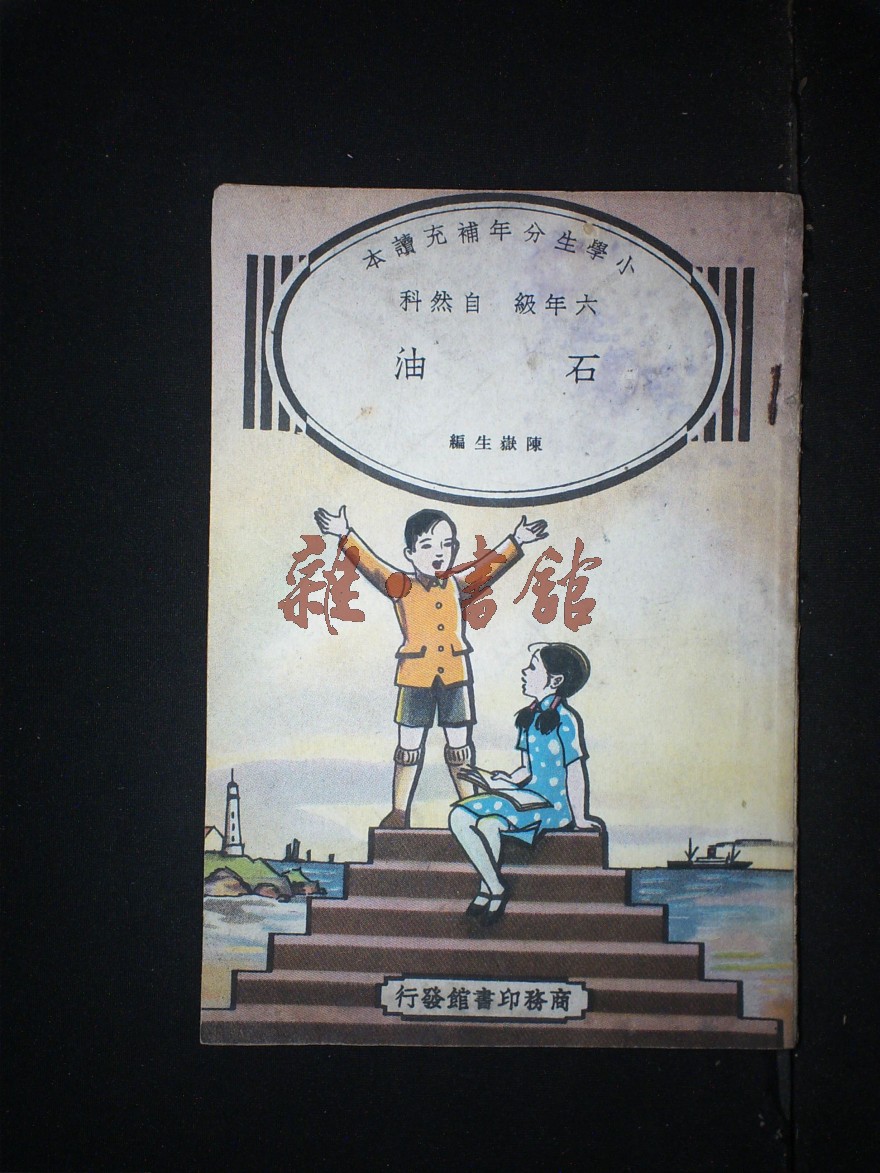 小學生分年補充讀本
六年級 自然科
石油
陳嶽生編
雜·書館
商務印書館發行